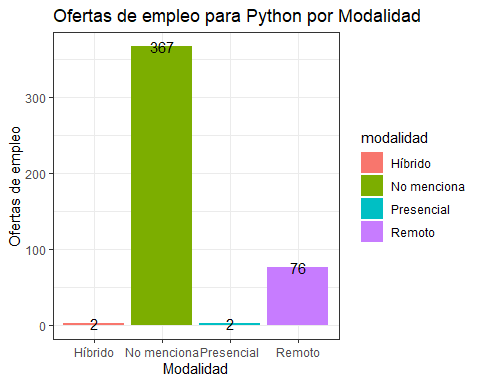 Ofertas de empleo para Python por Modalidad
Ofertas de empleo
300
200
100
0
367
76
2
2
Híbrido
No menciona
Presencial
Remoto
Modalidad
modalidad
Híbrido
No menciona
Presencial
Remoto